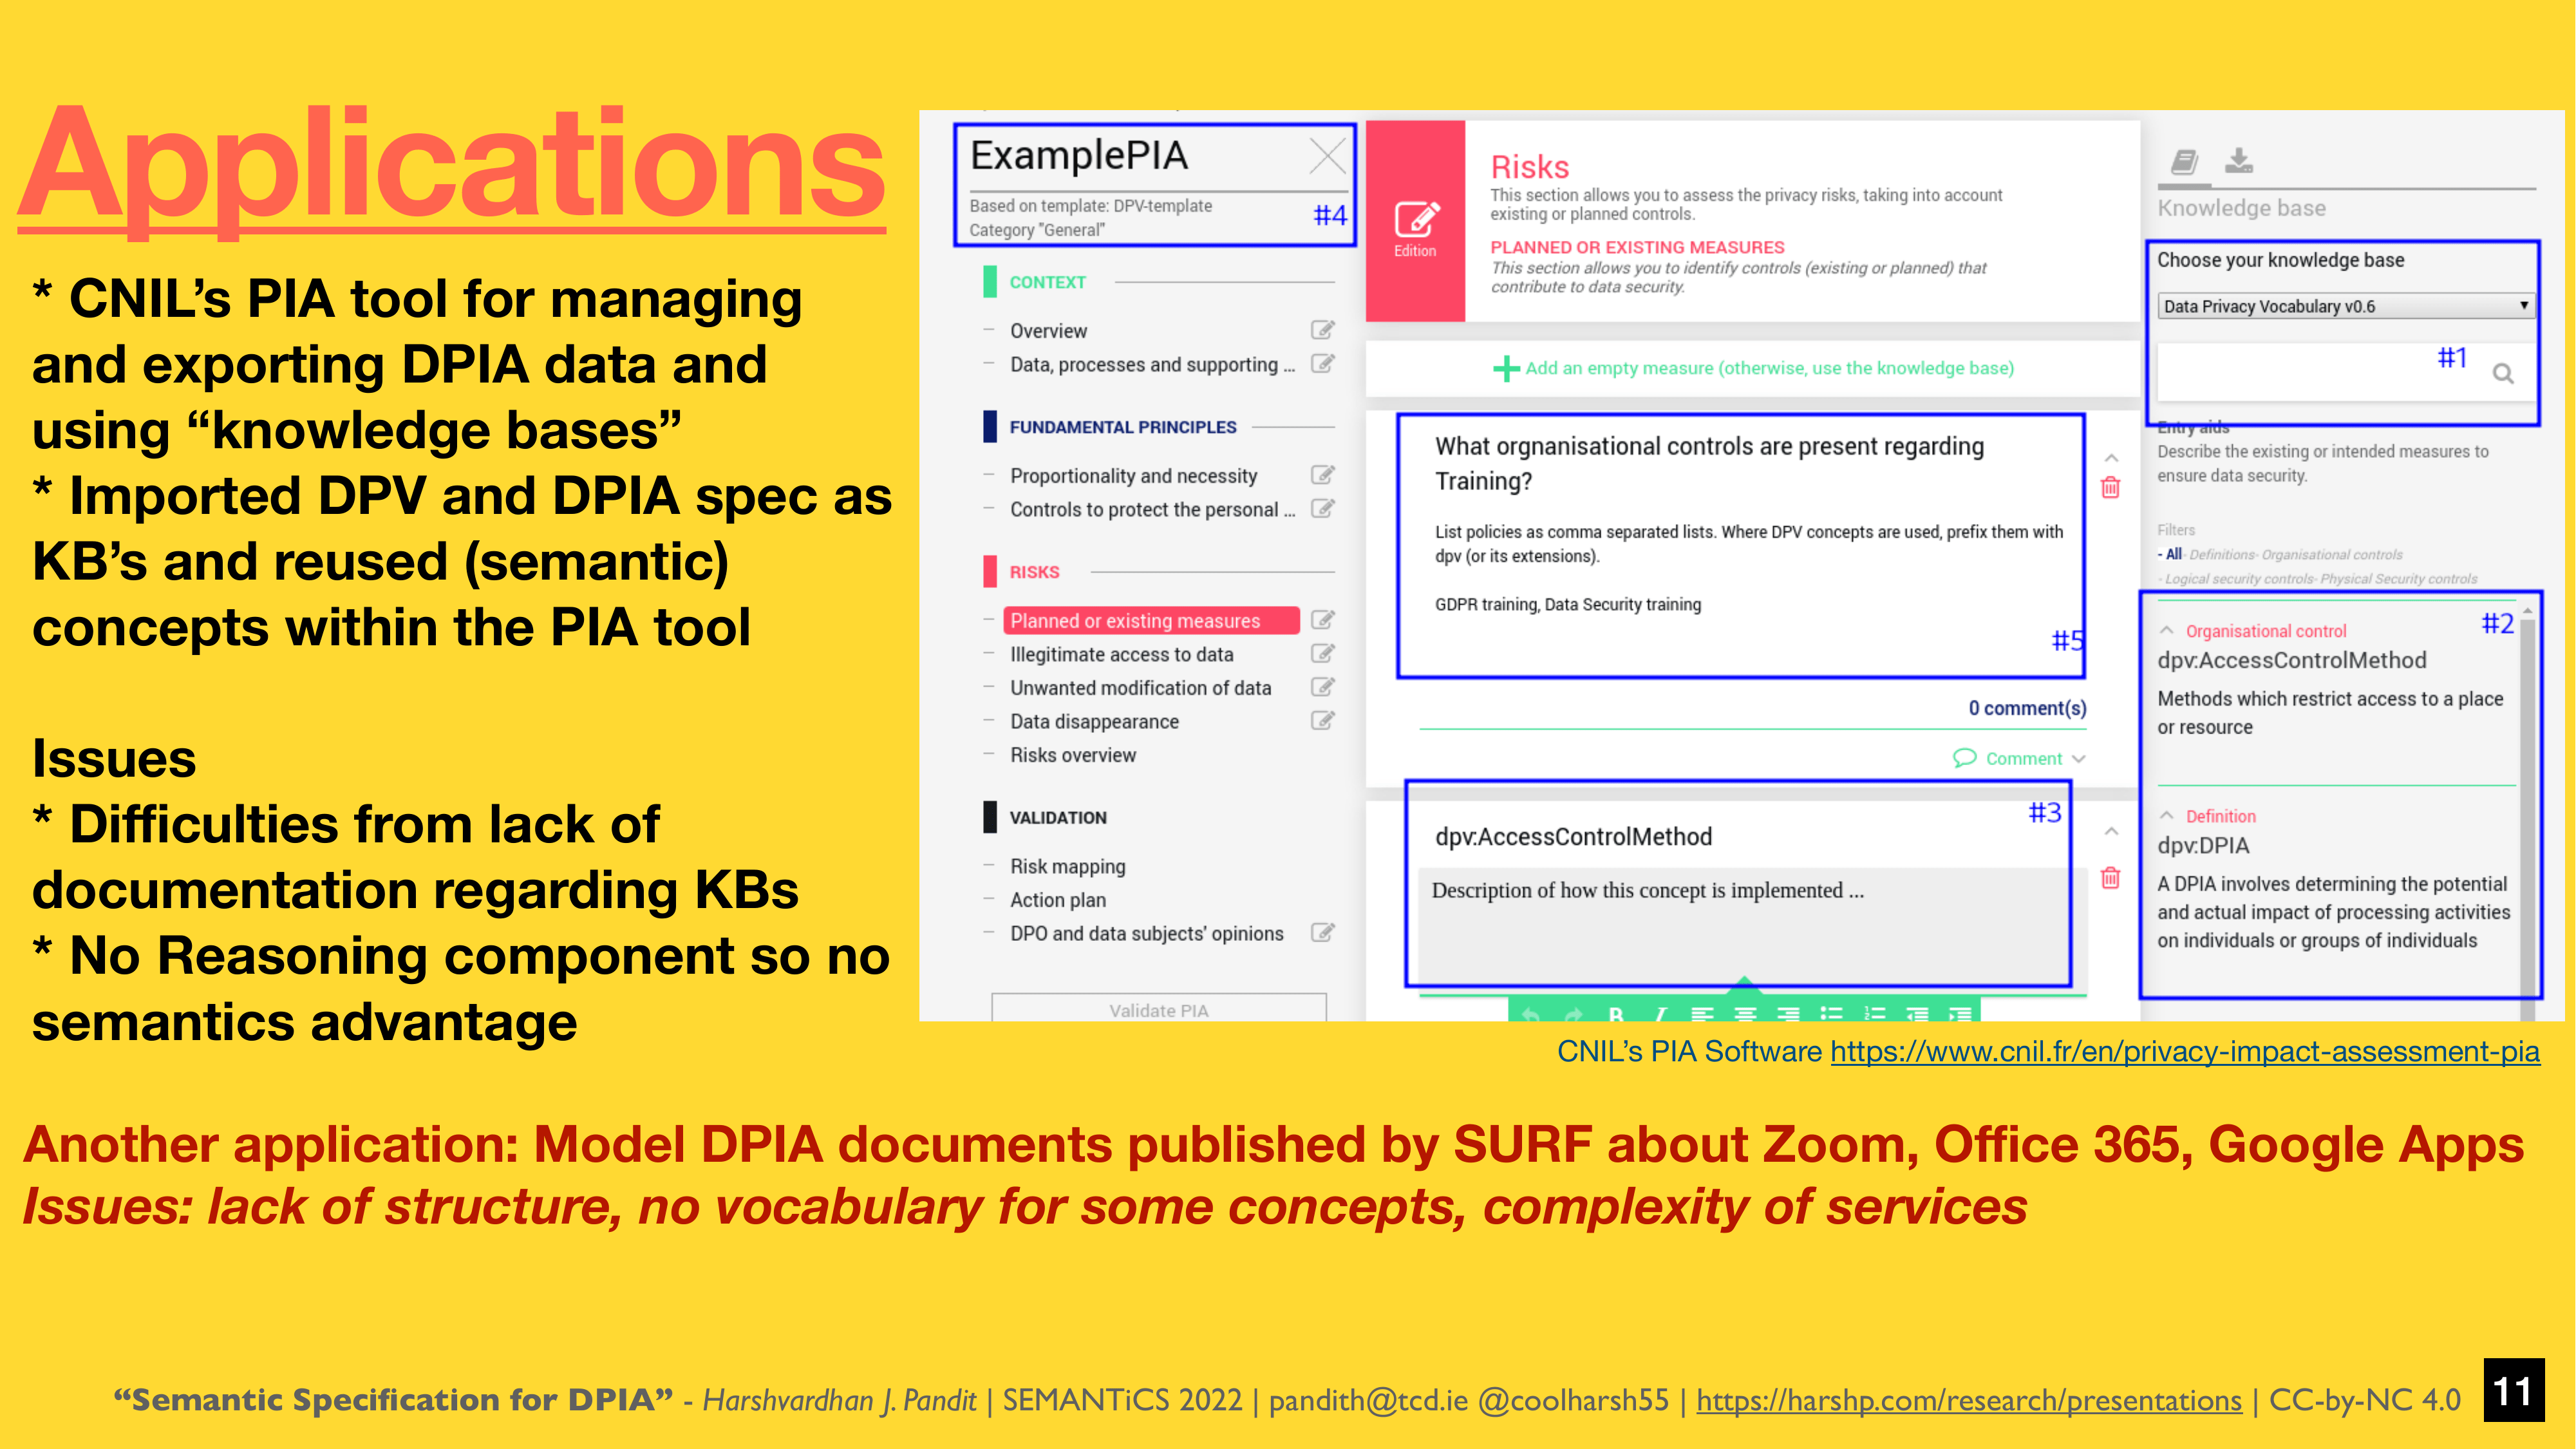 Applications
* CNIL’s PIA tool for managing
and exporting DPIA data and
using “knowledge bases”
* Imported DPV and DPIA spec as
KB’s and reused (semantic)
concepts within the PIA tool
Issues
* Difficulties from lack of
documentation regarding KBs
* No Reasoning component so no
semantics advantage
ExamplePIA
Based on template: DPV-template
Category "General"
#4
CONTEXT
Overview
Data, processes and supporting ...
FUNDAMENTAL PRINCIPLES
Proportionality and necessity
Controls to protect the personal ...
RISKS
Planned or existing measures
Illegitimate access to data
Unwanted modification of data
Data disappearance
Risks overview
VALIDATION
Risk mapping
Action plan
DPO and data subjects' opinions
Validate PIA
Edition
Risks
This section allows you to assess the privacy risks, taking into account
existing or planned controls.
PLANNED OR EXISTING MEASURES
This section allows you to identify controls (existing or planned) that
contribute to data security.
Add an empty measure (otherwise, use the knowledge base)
What orgnanisational controls are present regarding
Training?
List policies as comma separated lists. Where DPV concepts are used, prefix them with
dpv (or its extensions).
GDPR training, Data Security training
#5
0 comment(s)
Comment
#3
dpv:AccessControlMethod
Description of how this concept is implemented ...
B I
Knowledge base
Choose your knowledge base
Data Privacy Vocabulary v0.6
#1
Entry aids
Describe the existing or intended measures to
ensure data security.
Filters
- All- Definitions- Organisational controls
- Logical security controls- Physical Security controls
#2
Organisational control
dpv:AccessControlMethod
Methods which restrict access to a place
or resource
Definition
dpv:DPIA
A DPIA involves determining the potential
and actual impact of processing activities
on individuals or groups of individuals
CNIL’s PIA Software https://www.cnil.fr/en/privacy-impact-assessment-pia
Another application: Model DPIA documents published by SURF about Zoom, Office 365, Google Apps
Issues: lack of structure, no vocabulary for some concepts, complexity of services
“Semantic Specification for DPIA” - Harshvardhan J. Pandit | SEMANTiCS 2022 | pandith@tcd.ie @coolharsh55 | https://harshp.com/research/presentations | CC-by-NC 4.0
11